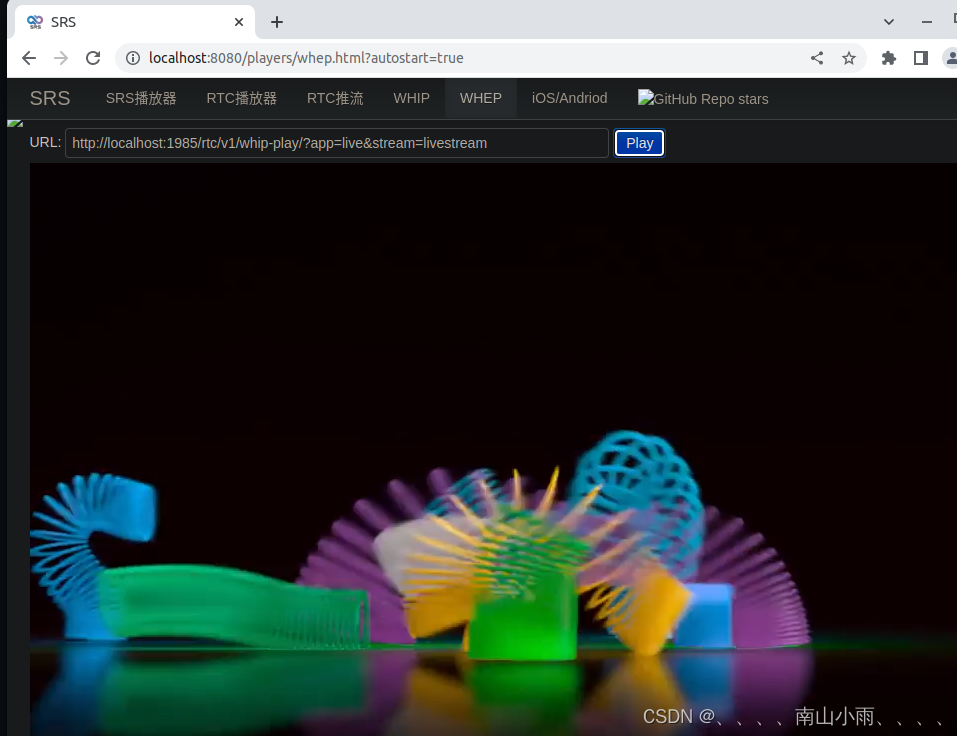 SRS
localhost:8080/players/whep.html?autostart=true
SRS SRS播放器 RTC播放器 RTC推流 WHIP WHEP iOS/Andriod GitHub Repo stars
URL: http://localhost:1985/rtc/v1/whip-play/?app=live&stream=livestream Play
CSDN @、、、、南山小雨、、、、